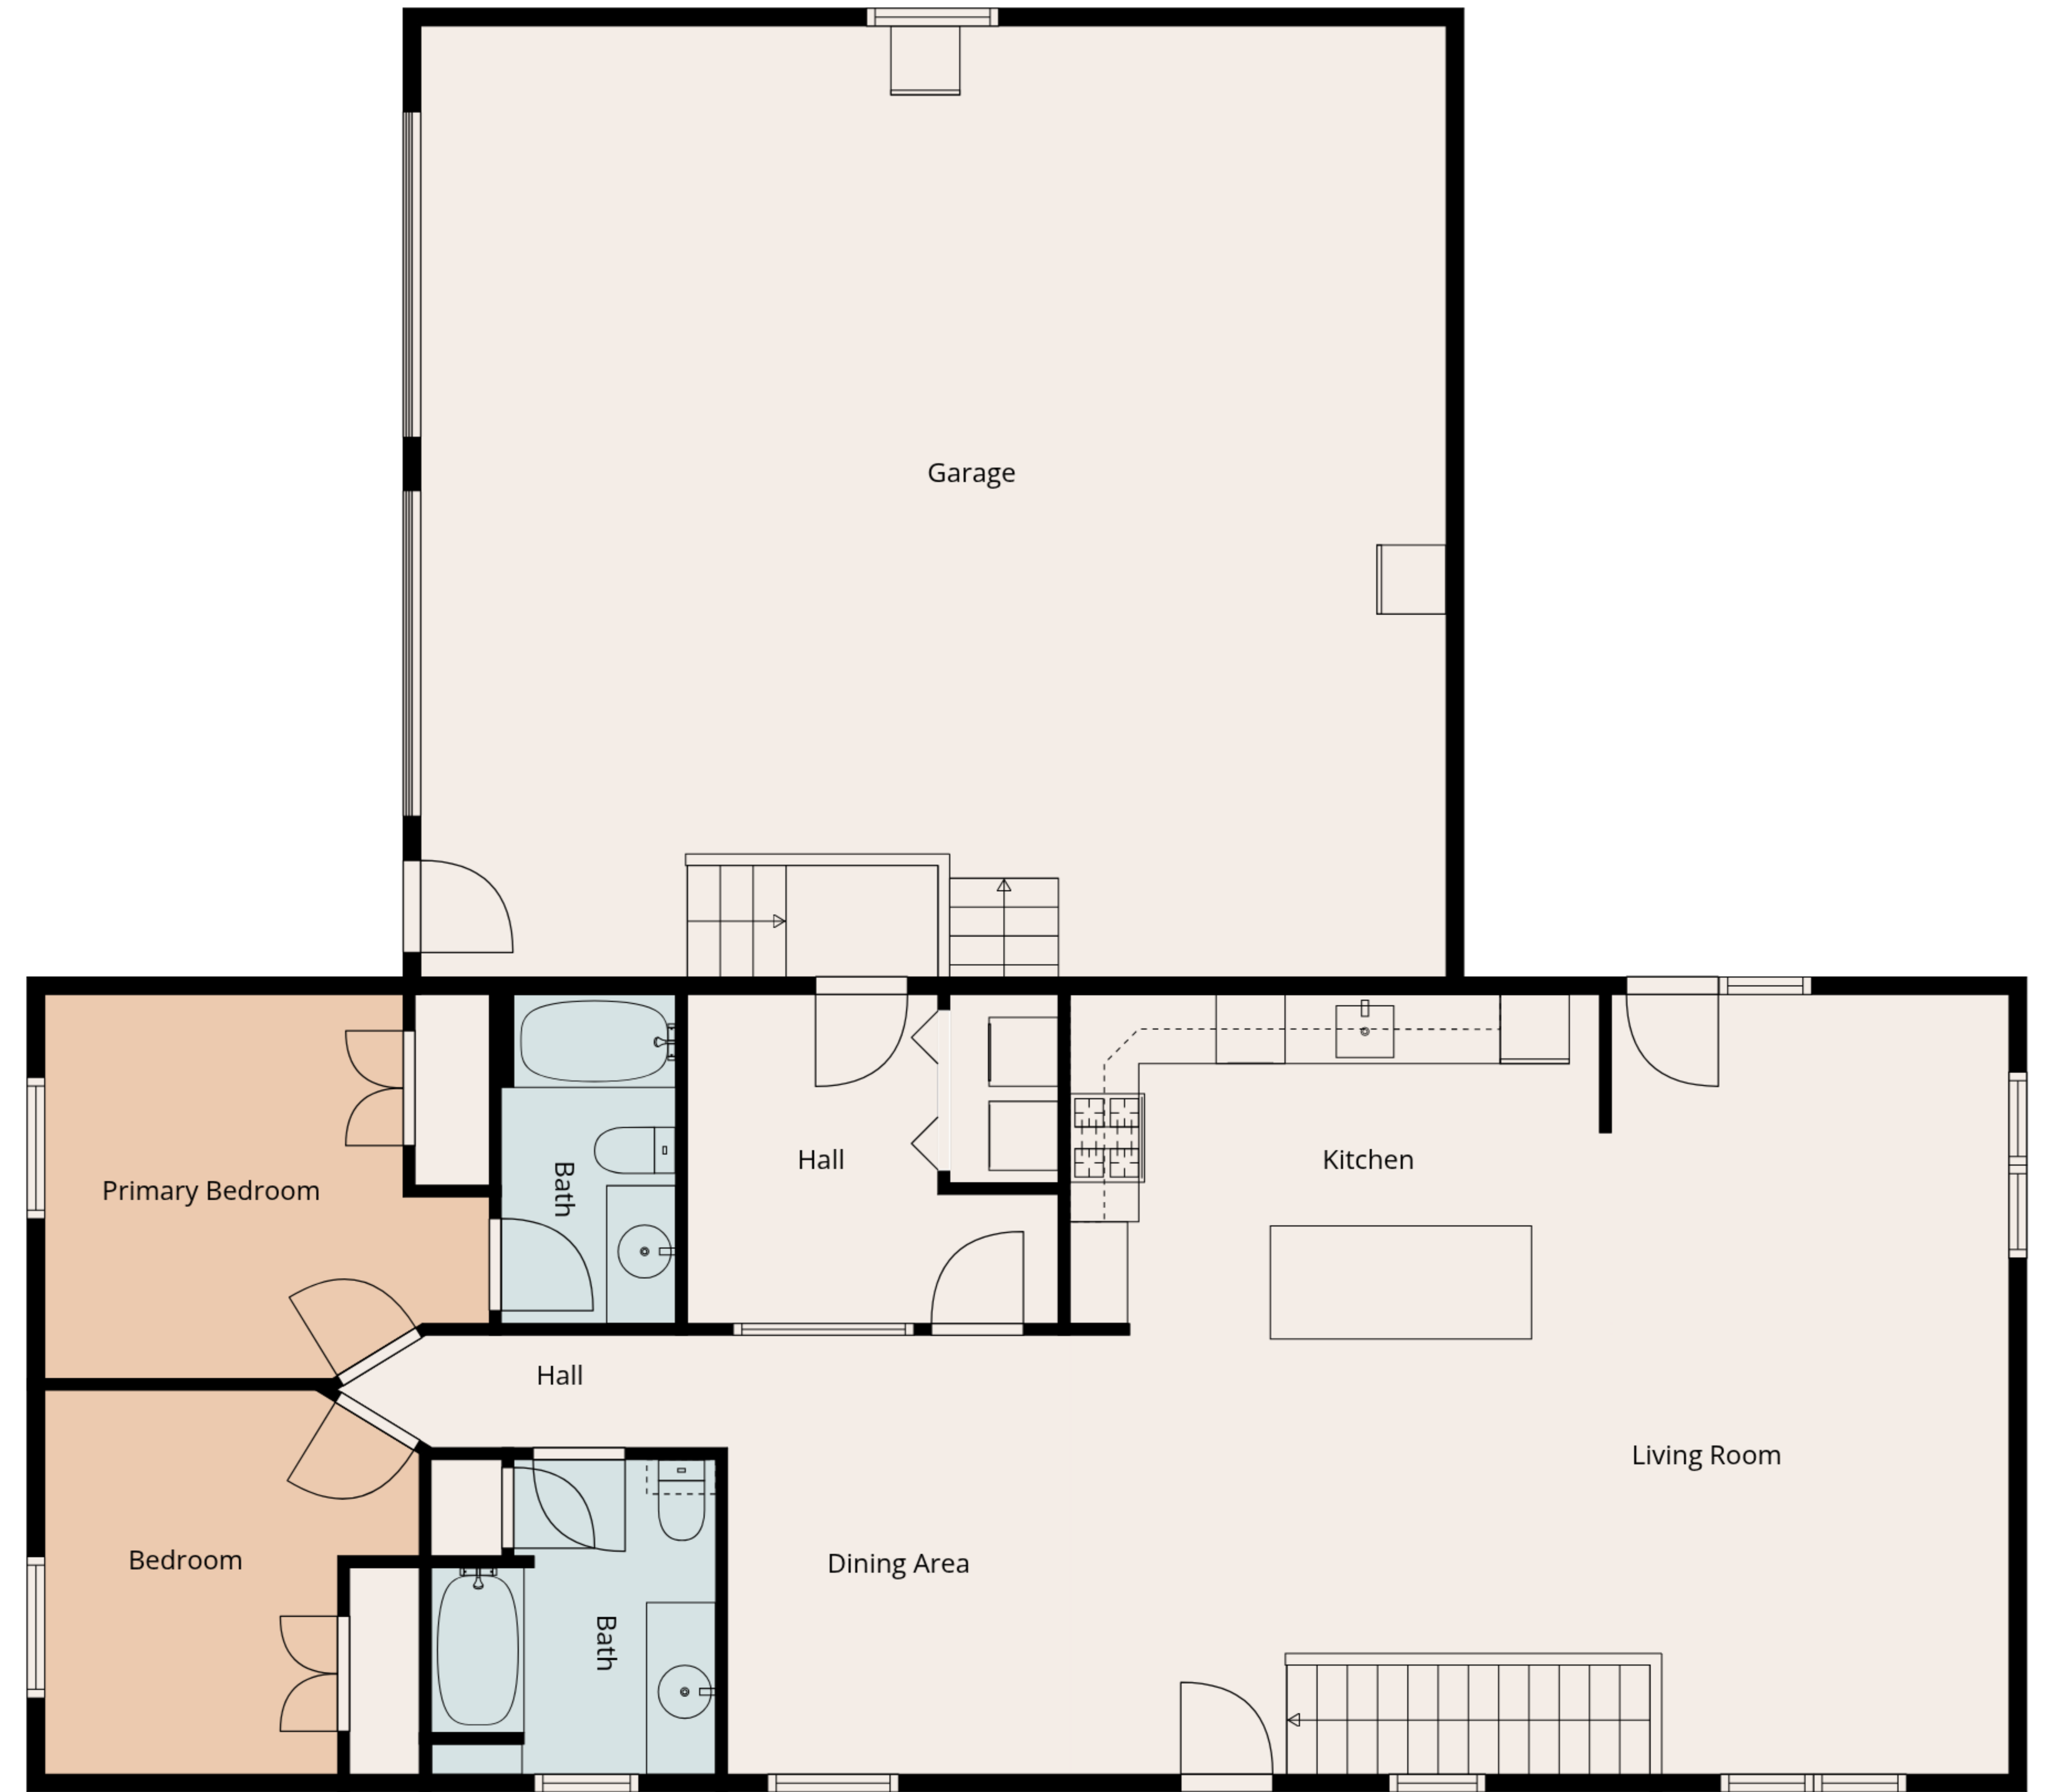 Garage
Hall
Kitchen
Primary Bedroom
Bath
Hall
Living Room
Bedroom
Dining Area
Bath